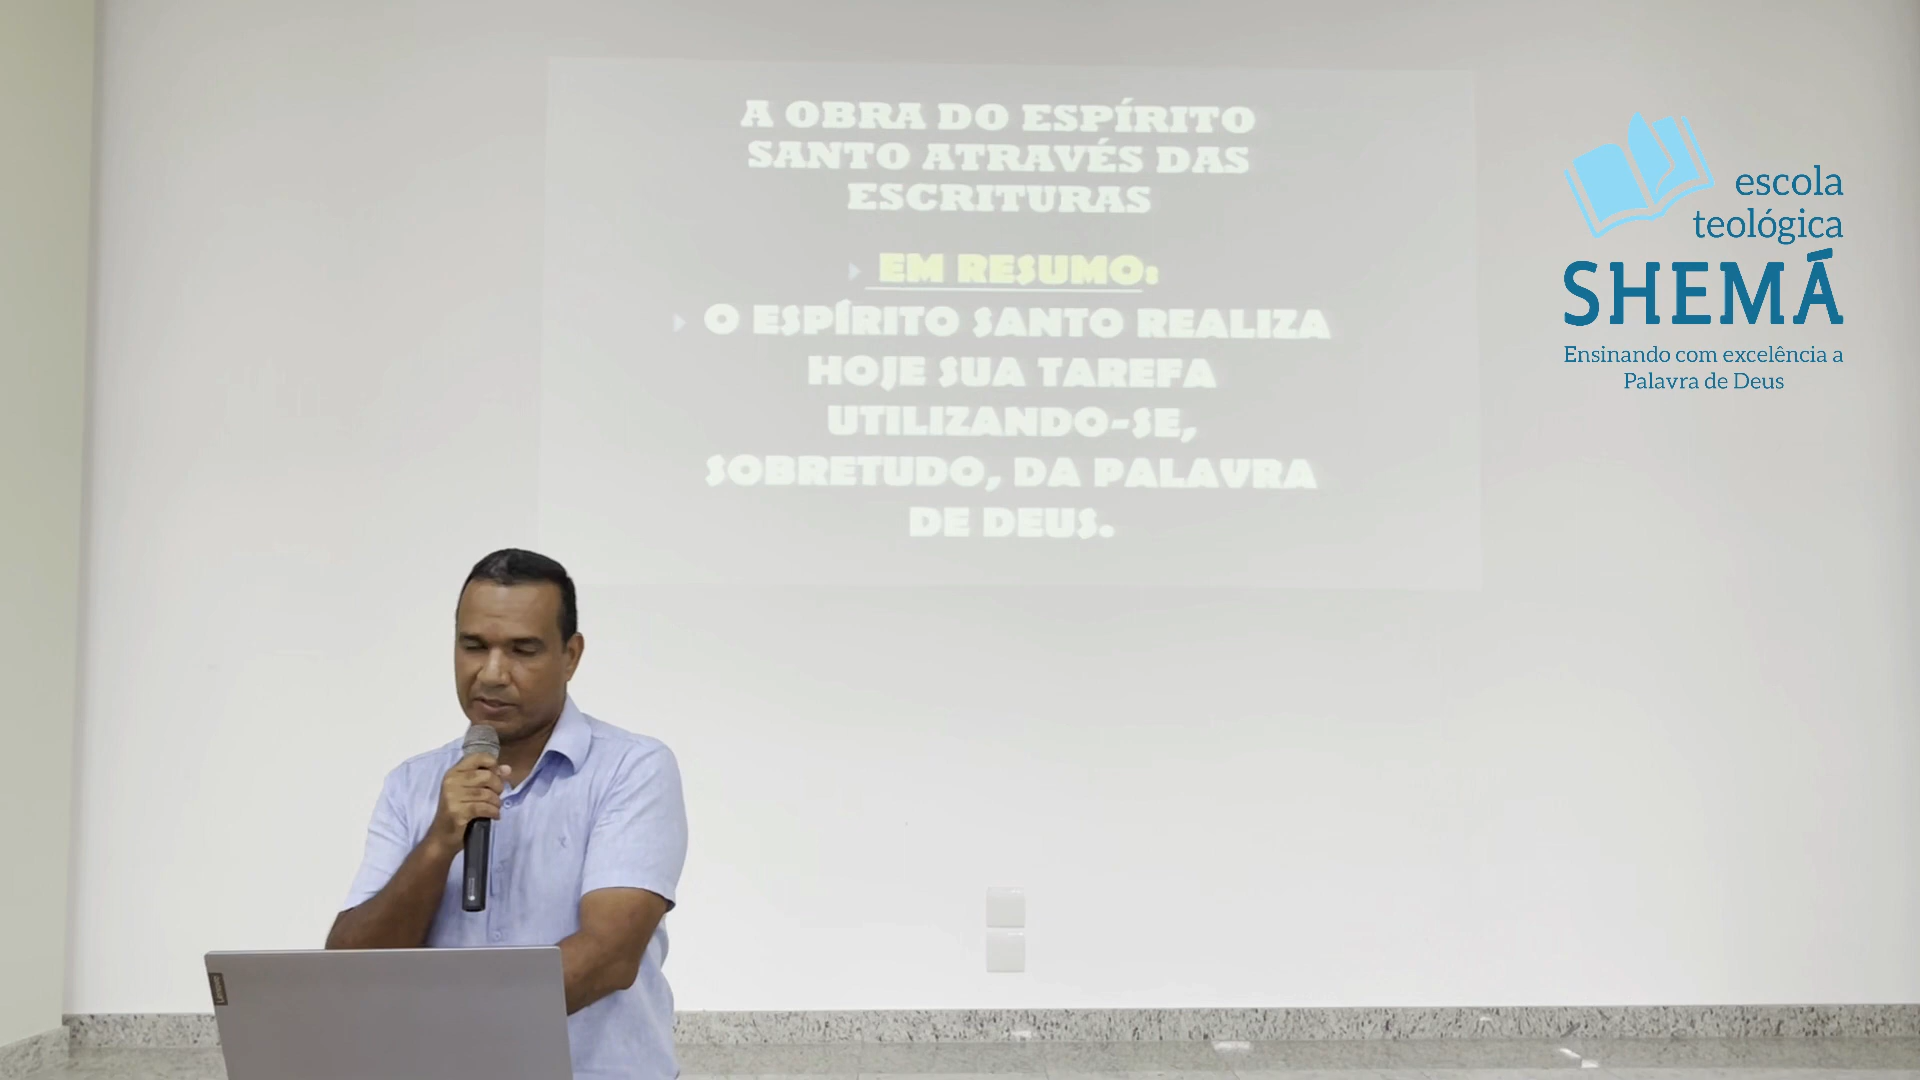 A OBRA DO ESPÍRITO
SANTO ATRAVÉS DAS
ESCRITURAS
EM RESUMO:
O ESPÍRITO SANTO REALIZA
HOJE SUA TAREFA
UTILIZANDO-SE,
SOBRETUDO, DA PALAVRA
DE DEUS.
escola
teológica
SHEMÁ
Ensinando com excelência a
Palavra de Deus
Lenovo